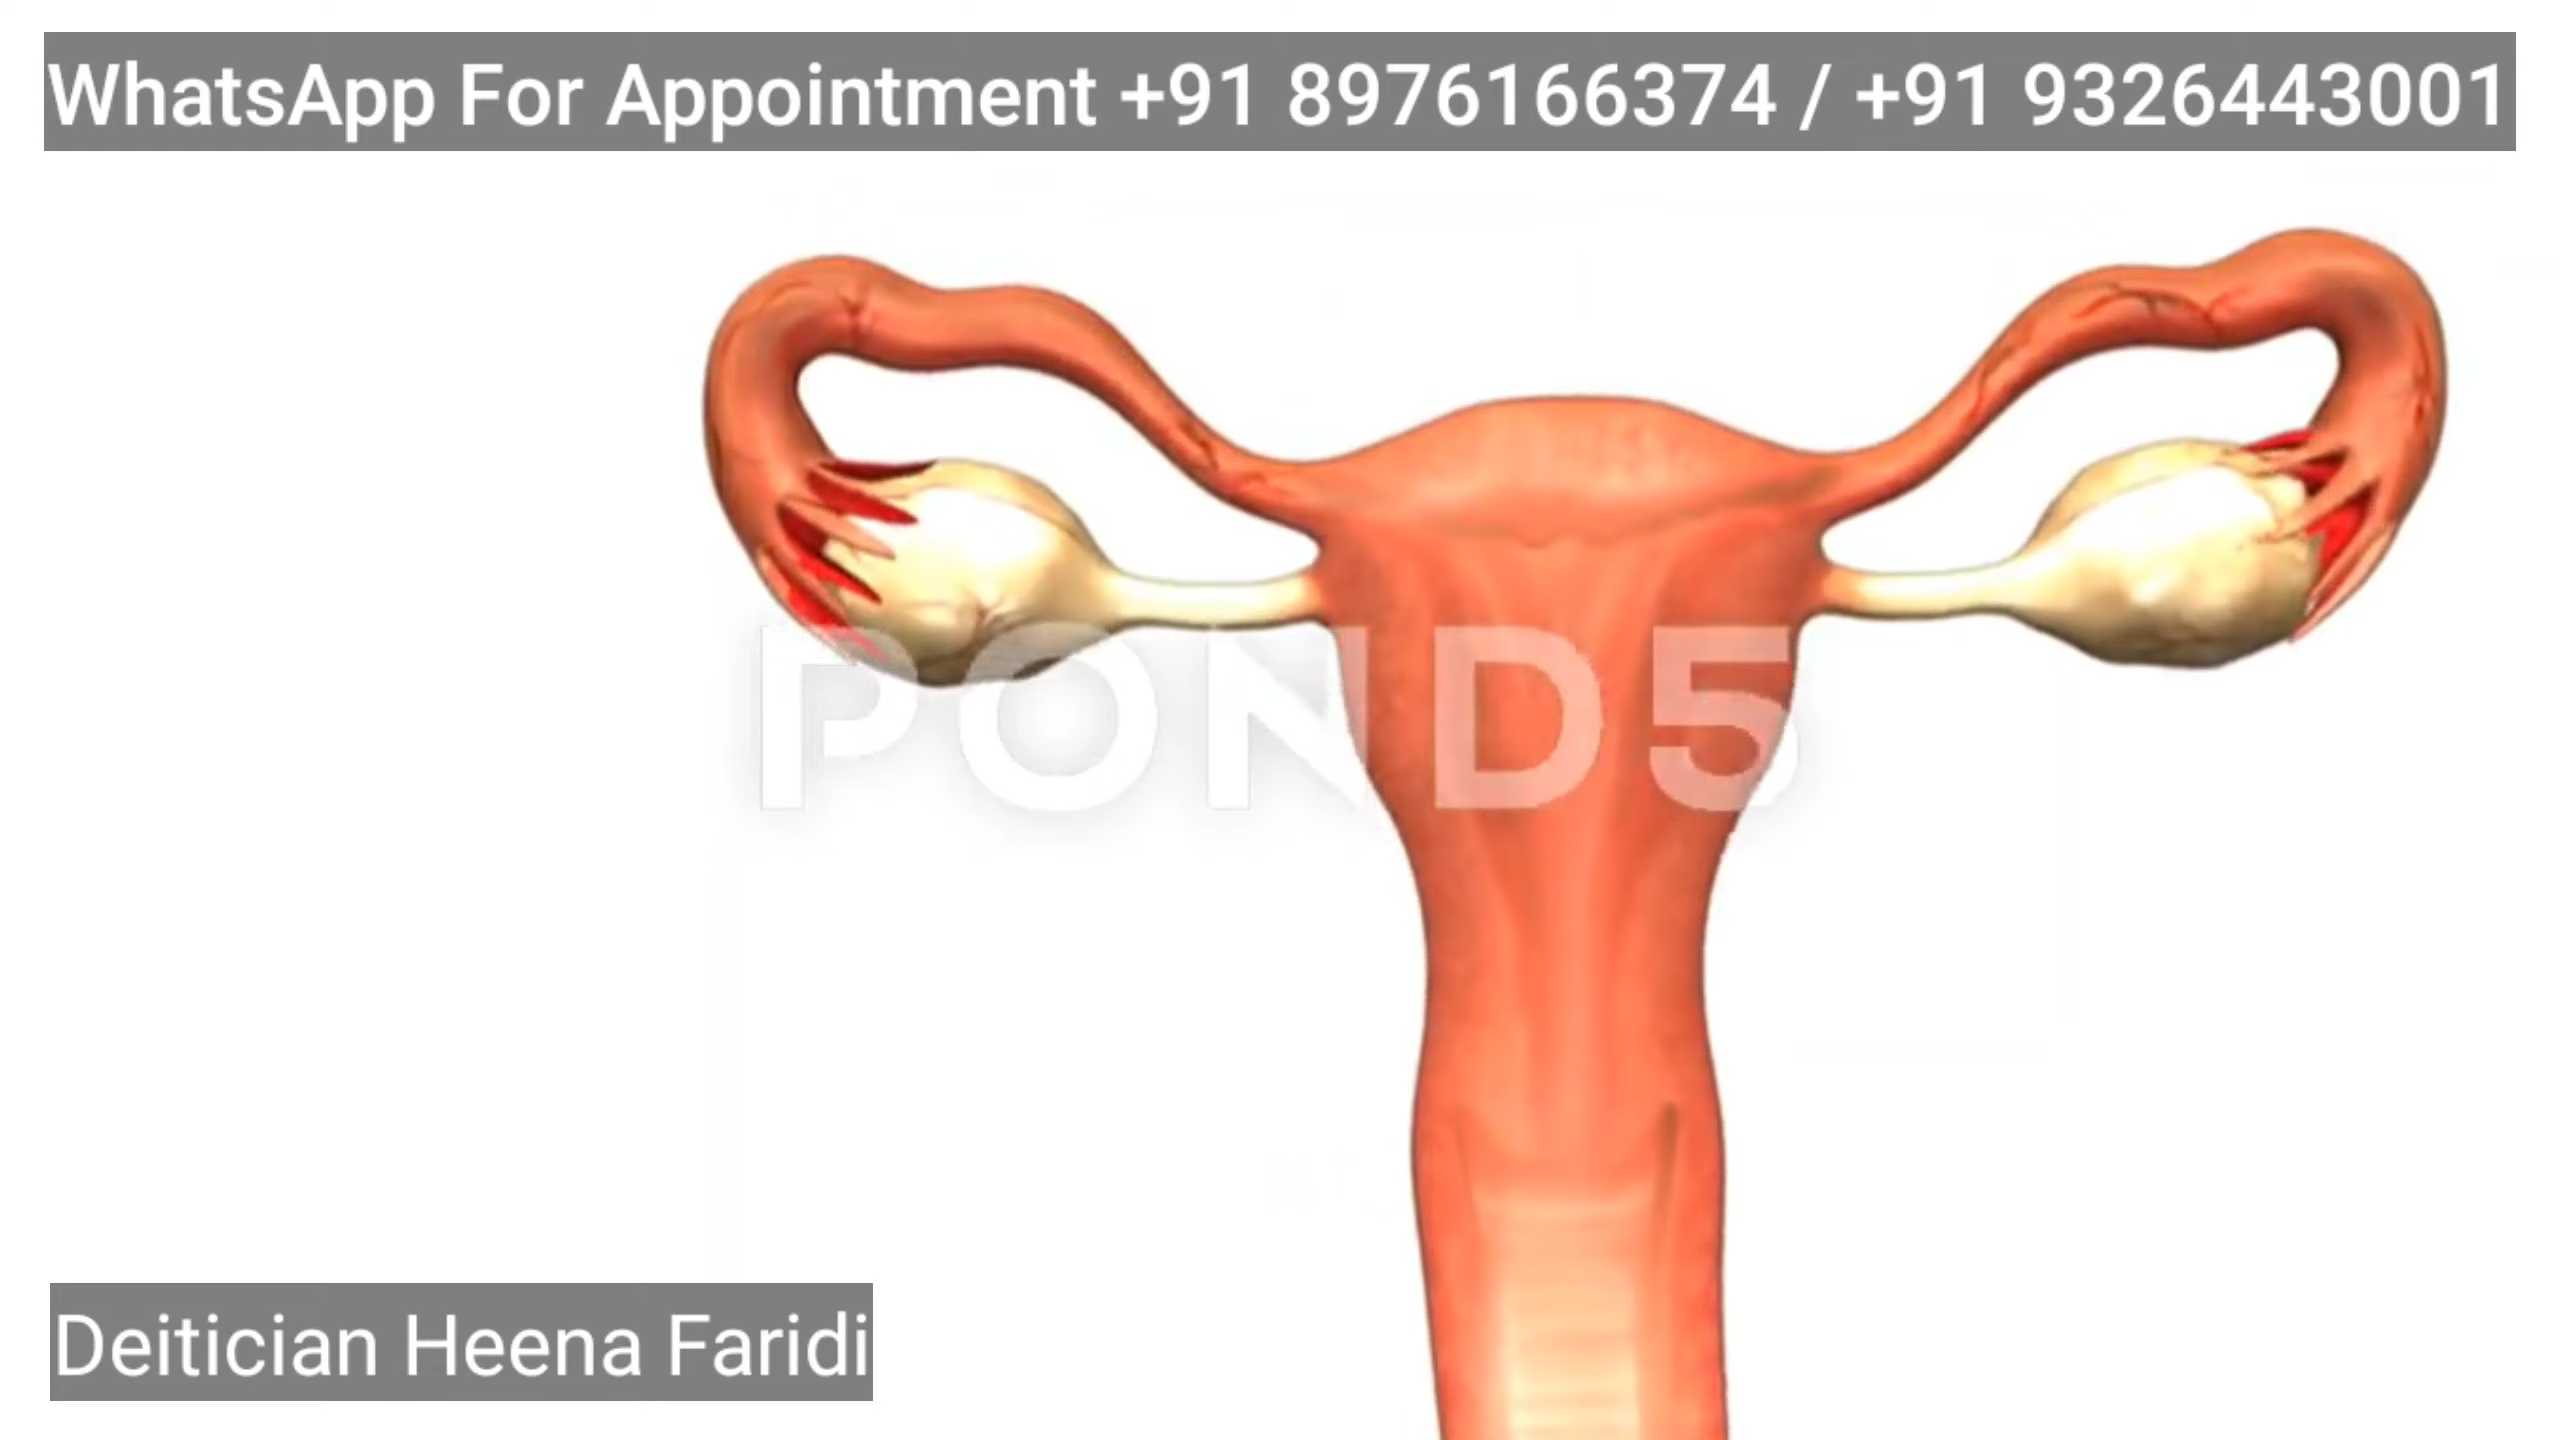 WhatsApp For Appointment +91 8976166374 / +91 9326443001
POND5
Deitician Heena Faridi